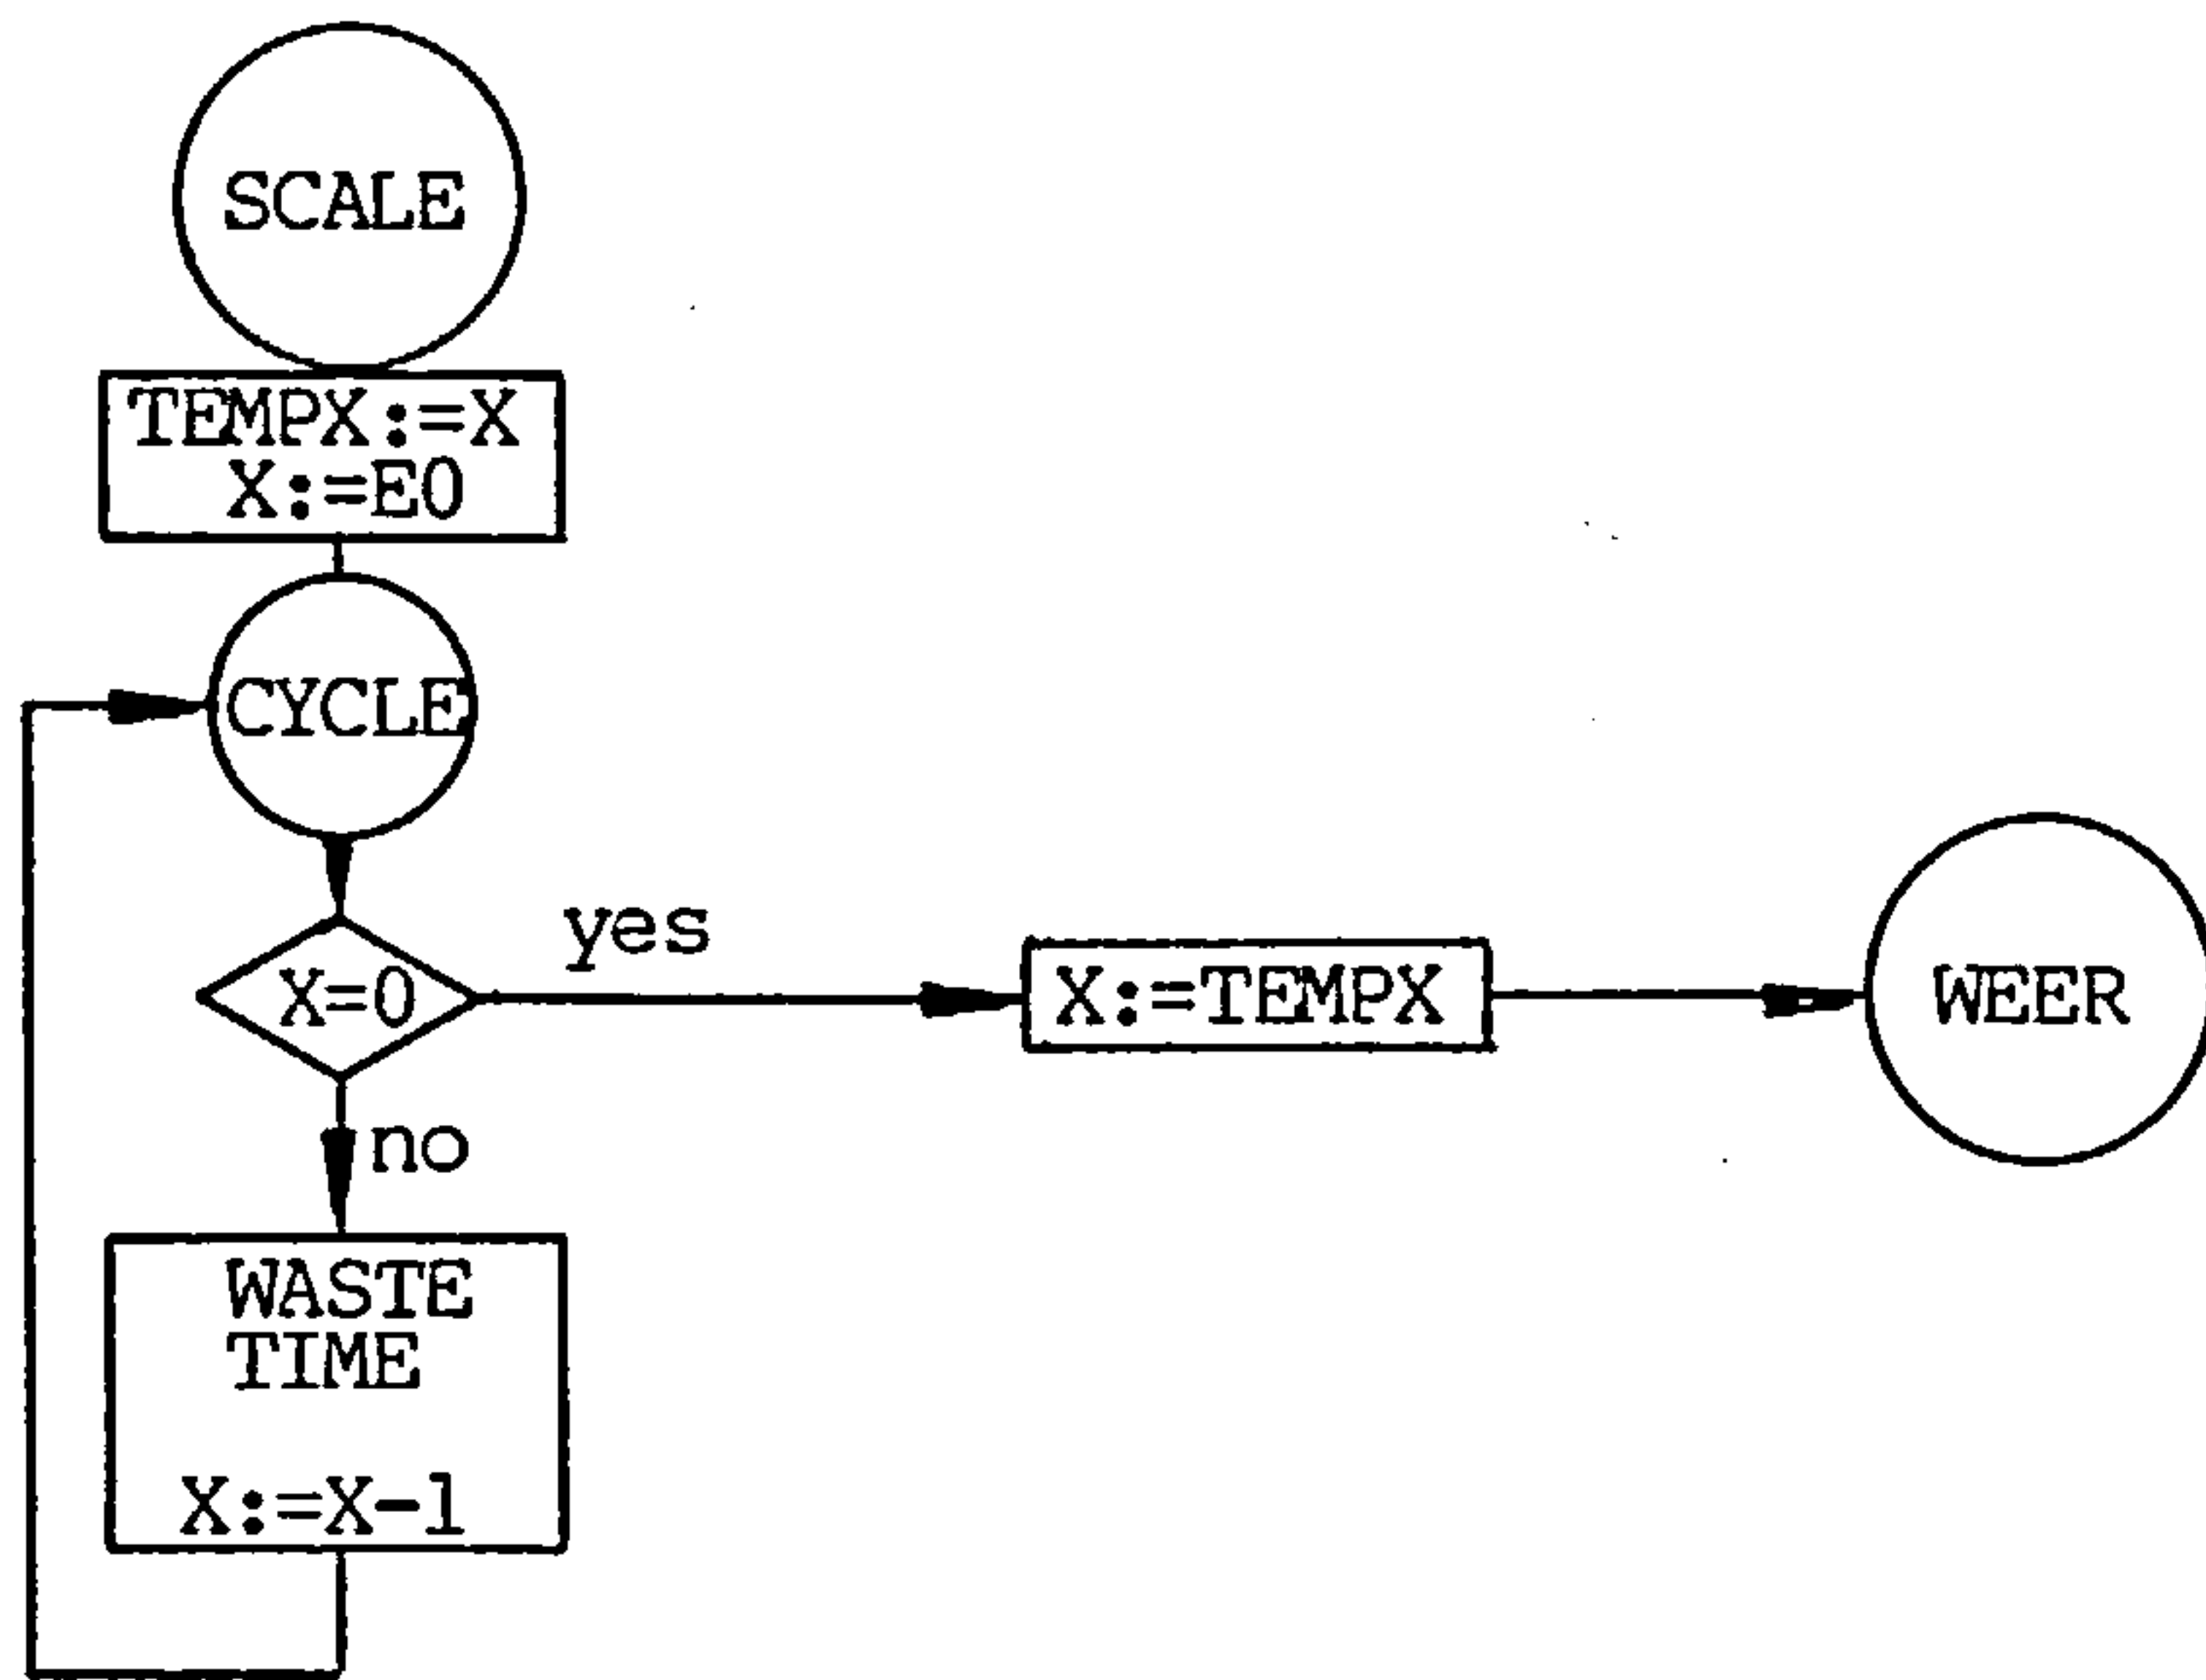 SCALE
TEMPX:=X
X:=E0
CYCLE
yes
X=0
X:=TEMPX
WEER
no
WASTE
TIME
X:=X-1